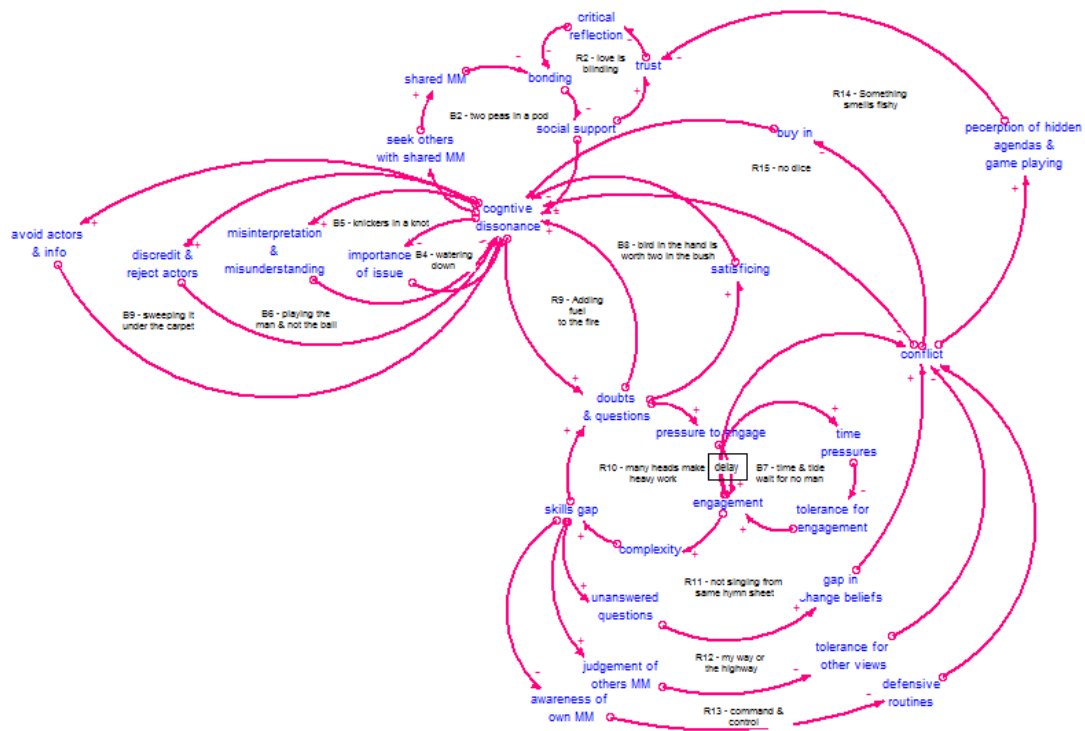 critical
reflection
R2 - love is
blinding
trust
shared MM
bonding
R14 - Something
smells fishy
B2 - two peas in a pod
social support
buy in
pecerption of hidden
agendas &
game playing
seek others
with shared MM
R15 - no dice
cogntive
dissonance
avoid actors
& info
discredit &
reject actors
misinterpretation
&
misunderstanding
B5 - knickers in a knot
importance
of issue
B4 - watering
down
B8 - bird in the hand is
worth two in the bush
satisficing
B9 - sweeping it
under the carpet
B6 - playing the
man & not the ball
R9 - Adding
fuel
to the fire
conflict
doubts
& questions
pressure to engage
time
pressures
R10 - many heads make
heavy work
delay
B7 - time & tide
wait for no man
engagement
tolerance for
engagement
skills gap
complexity
R11 - not singing from
same hymn sheet
gap in
change beliefs
unanswered
questions
R12 - my way or
the highway
tolerance for
other views
judgement of
others MM
awareness of
own MM
R13 - command &
control
defensive
routines